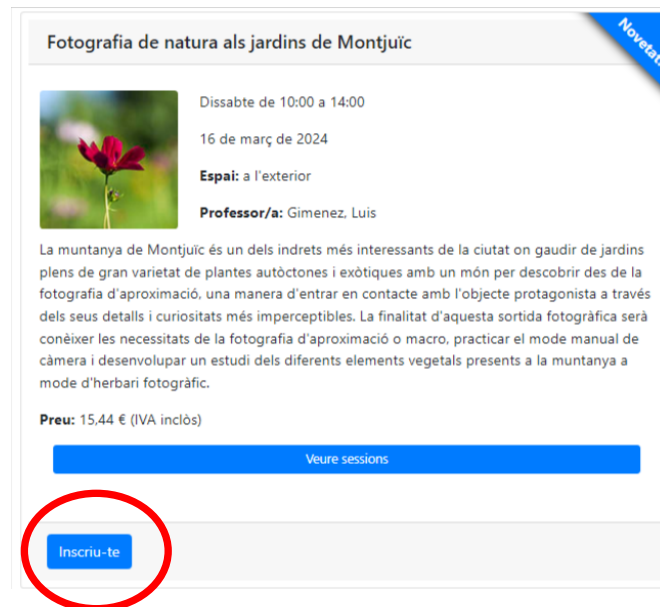 Fotografia de natura als jardins de Montjuïc
Novetat
Dissabte de 10:00 a 14:00
16 de març de 2024
Espai: a l'exterior
Professor/a: Gimenez, Luis
La muntanya de Montjuïc és un dels indrets més interessants de la ciutat on gaudir de jardins
plens de gran varietat de plantes autòctones i exòtiques amb un món per descobrir des de la
fotografia d'aproximació, una manera d'entrar en contacte amb l'objecte protagonista a través
dels seus detalls i curiositats més imperceptibles. La finalitat d'aquesta sortida fotogràfica serà
conèixer les necessitats de la fotografia d'aproximació o macro, practicar el mode manual de
càmera i desenvolupar un estudi dels diferents elements vegetals presents a la muntanya a
mode d'herbari fotogràfic.
Preu: 15,44 € (IVA inclòs)
Veure sessions
Inscriu-te